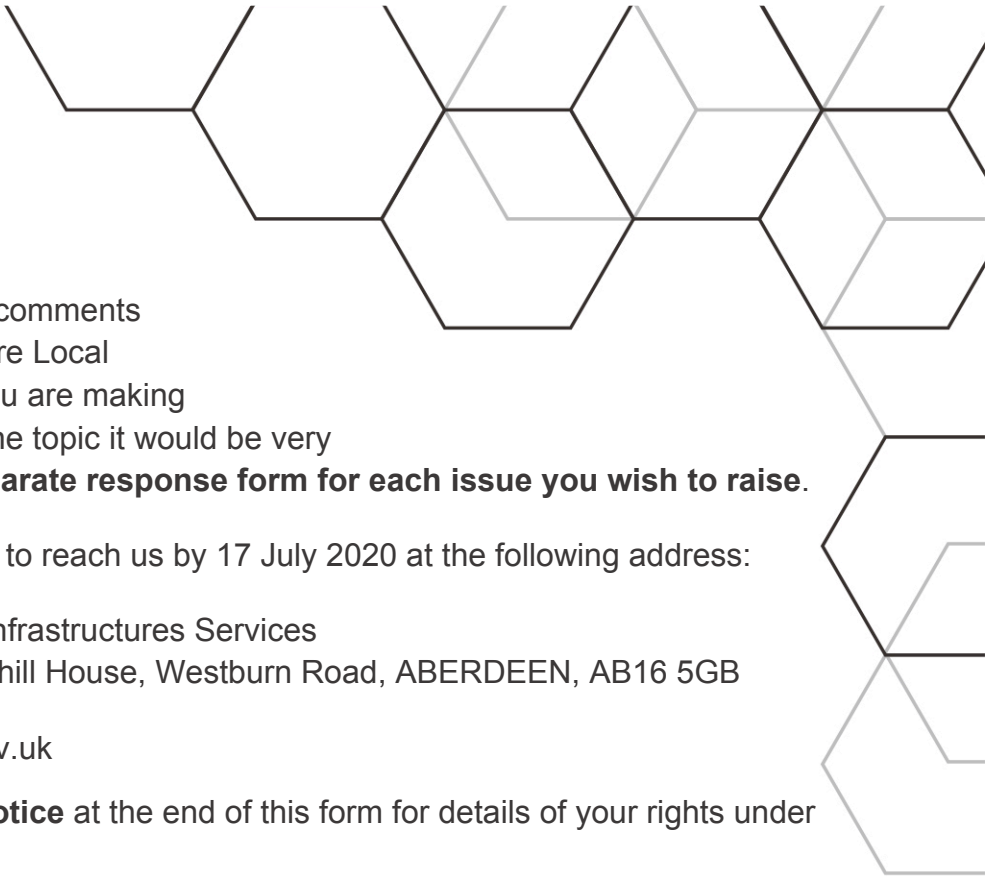 comments
re Local
u are making
ne topic it would be very
arate response form for each issue you wish to raise.
to reach us by 17 July 2020 at the following address:
nfrastructures Services
hill House, Westburn Road, ABERDEEN, AB16 5GB
v.uk
otice at the end of this form for details of your rights under